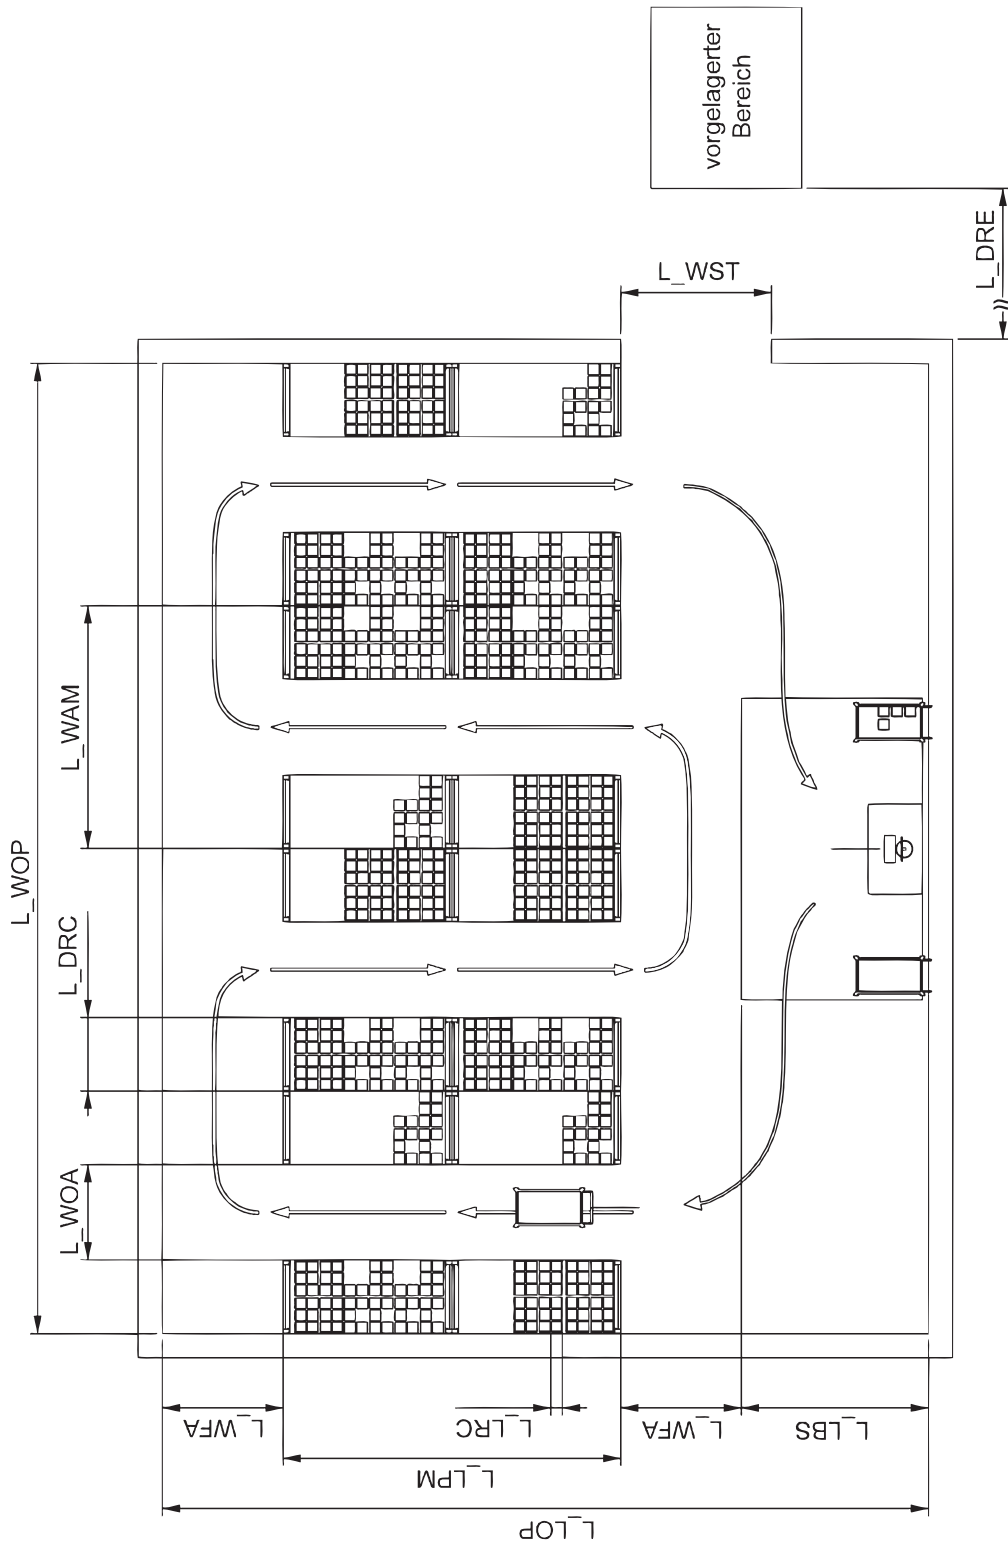 vorgelagerter
Bereich
L_DRE
L_WST
L_WOP
L_WAM
L_DRC
L_WOA
L_WFA
L_LRC
L_WFA
L_LBS
L_LPM
L_LOP